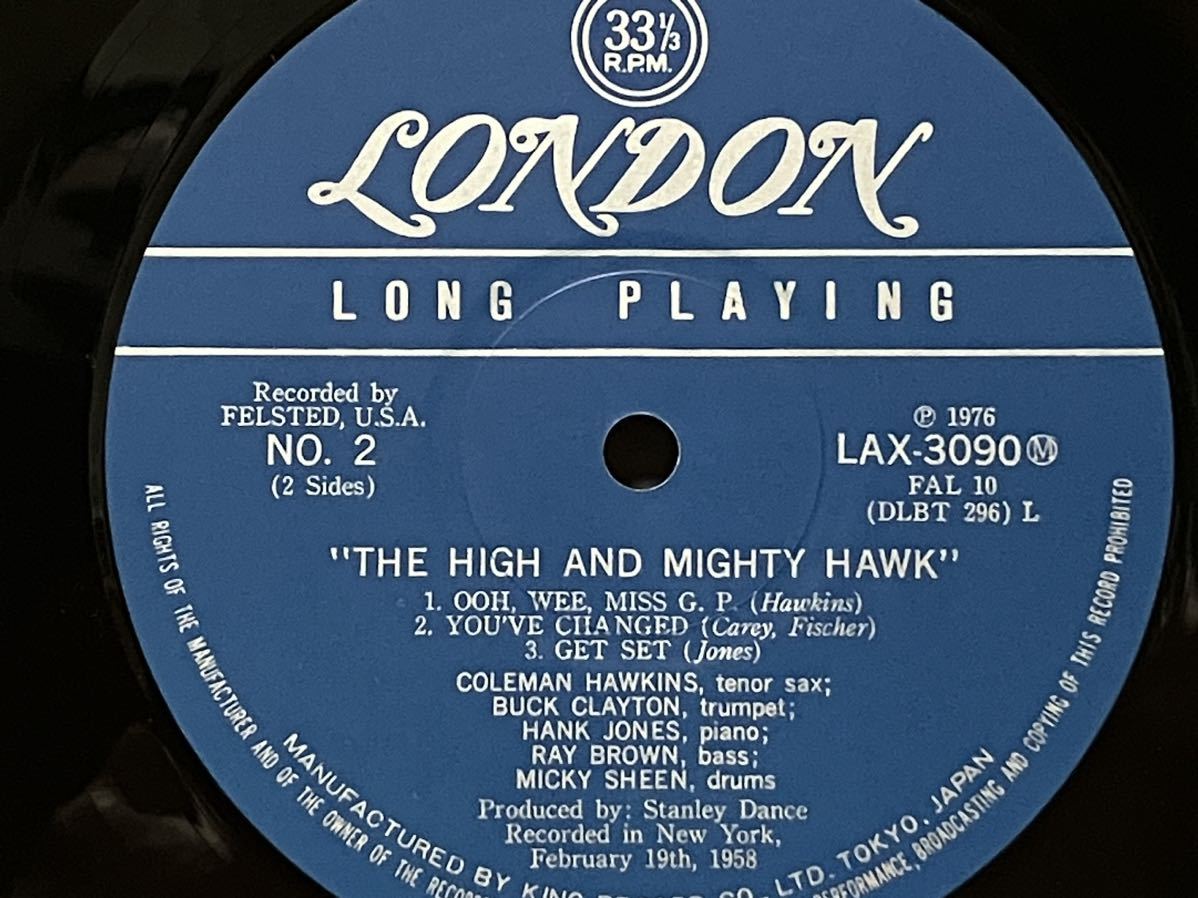 33⅓
R.P.M.
LONDON
LONG PLAYING
Recorded by
FELSTED, U.S.A.
NO. 2
(2 Sides)
℗ 1976
LAX-3090 Ⓜ
FAL 10
(DLBT 296) L
"THE HIGH AND MIGHTY HAWK"
1. OOH, WEE, MISS G. P. (Hawkins)
2. YOU'VE CHANGED (Carey, Fischer)
3. GET SET (Jones)
COLEMAN HAWKINS, tenor sax;
BUCK CLAYTON, trumpet;
HANK JONES, piano;
RAY BROWN, bass;
MICKY SHEEN, drums
Produced by: Stanley Dance
Recorded in New York,
February 19th, 1958
MANUFACTURED BY KING RECORD CO., LTD. TOKYO, JAPAN
ALL RIGHTS OF THE MANUFACTURER AND OF THE OWNER OF THE RECORDED PERFORMANCE, BROADCASTING AND COPYING OF THIS RECORD PROHIBITED